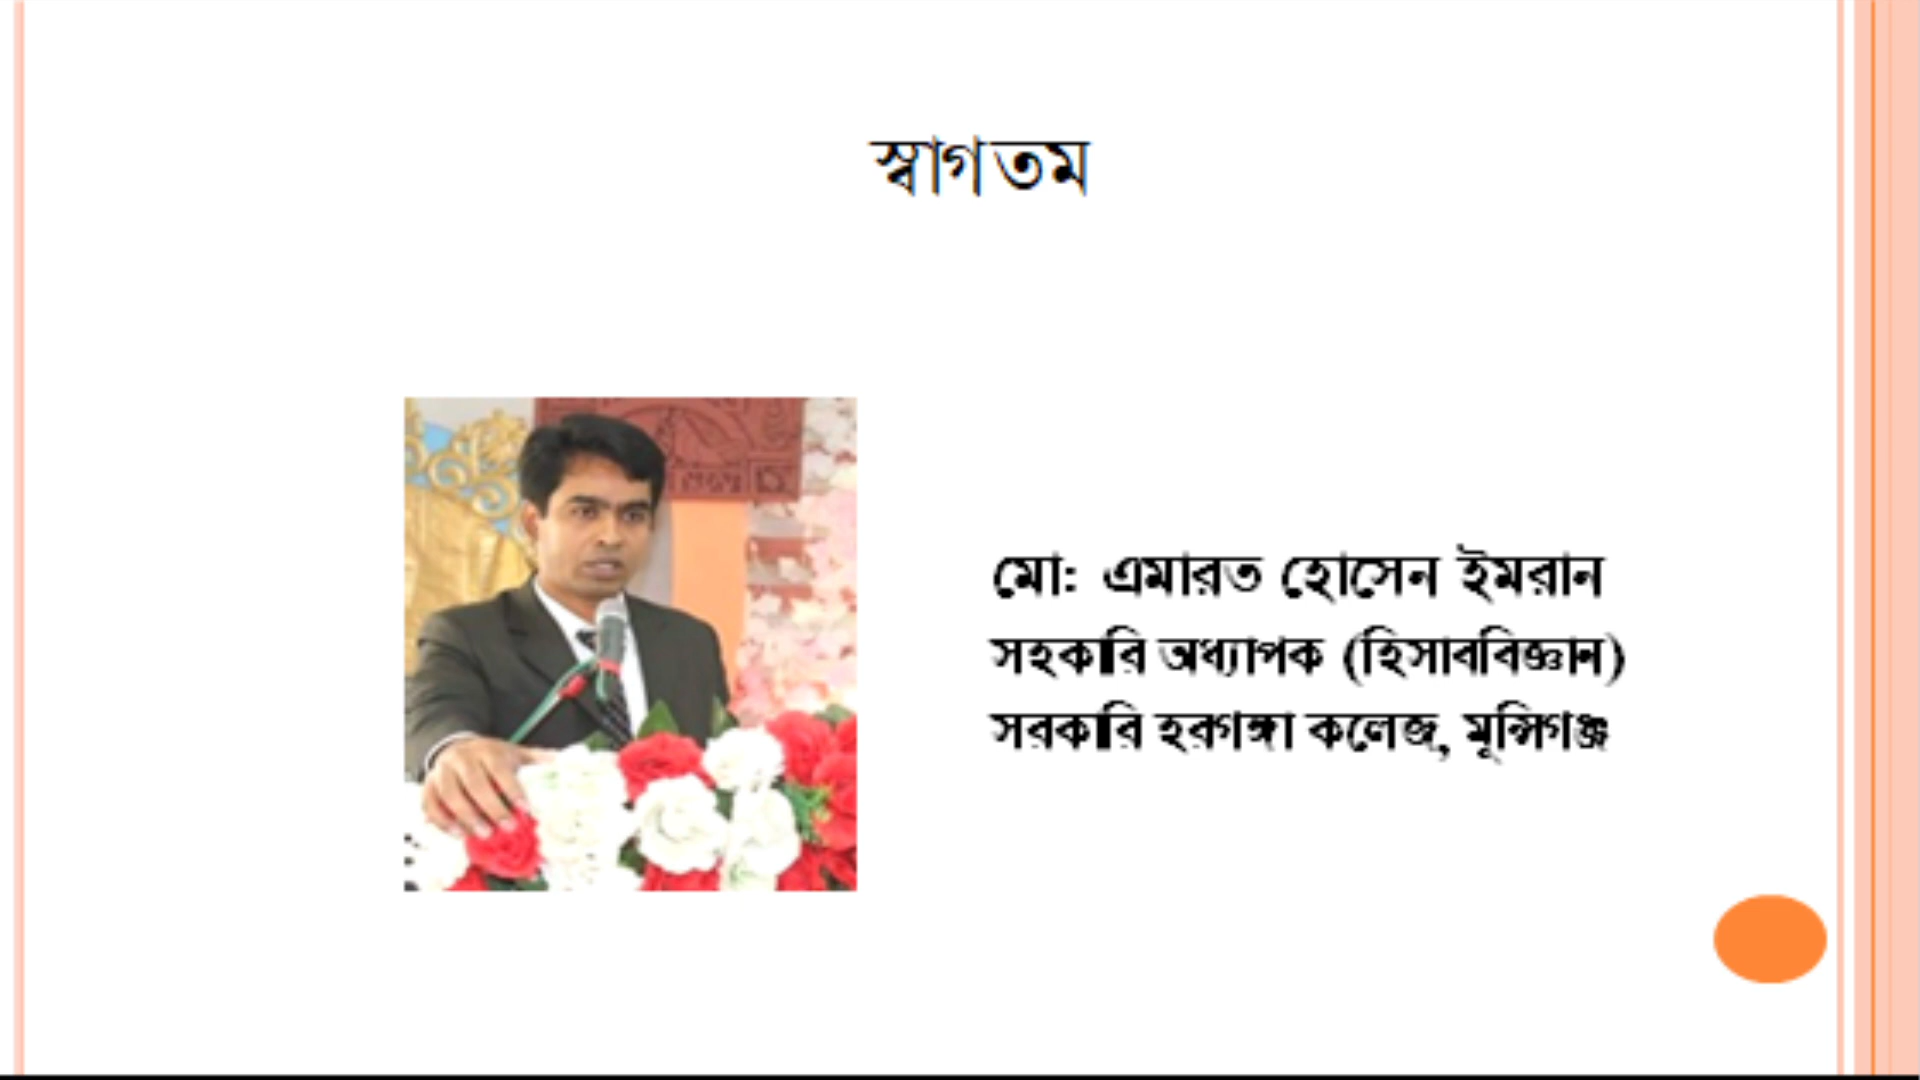 স্বাগতম
মো: এমারত হোসেন ইমরান
সহকারি অধ্যাপক (হিসাববিজ্ঞান)
সরকারি হরগঙ্গা কলেজ, মুন্সিগঞ্জ